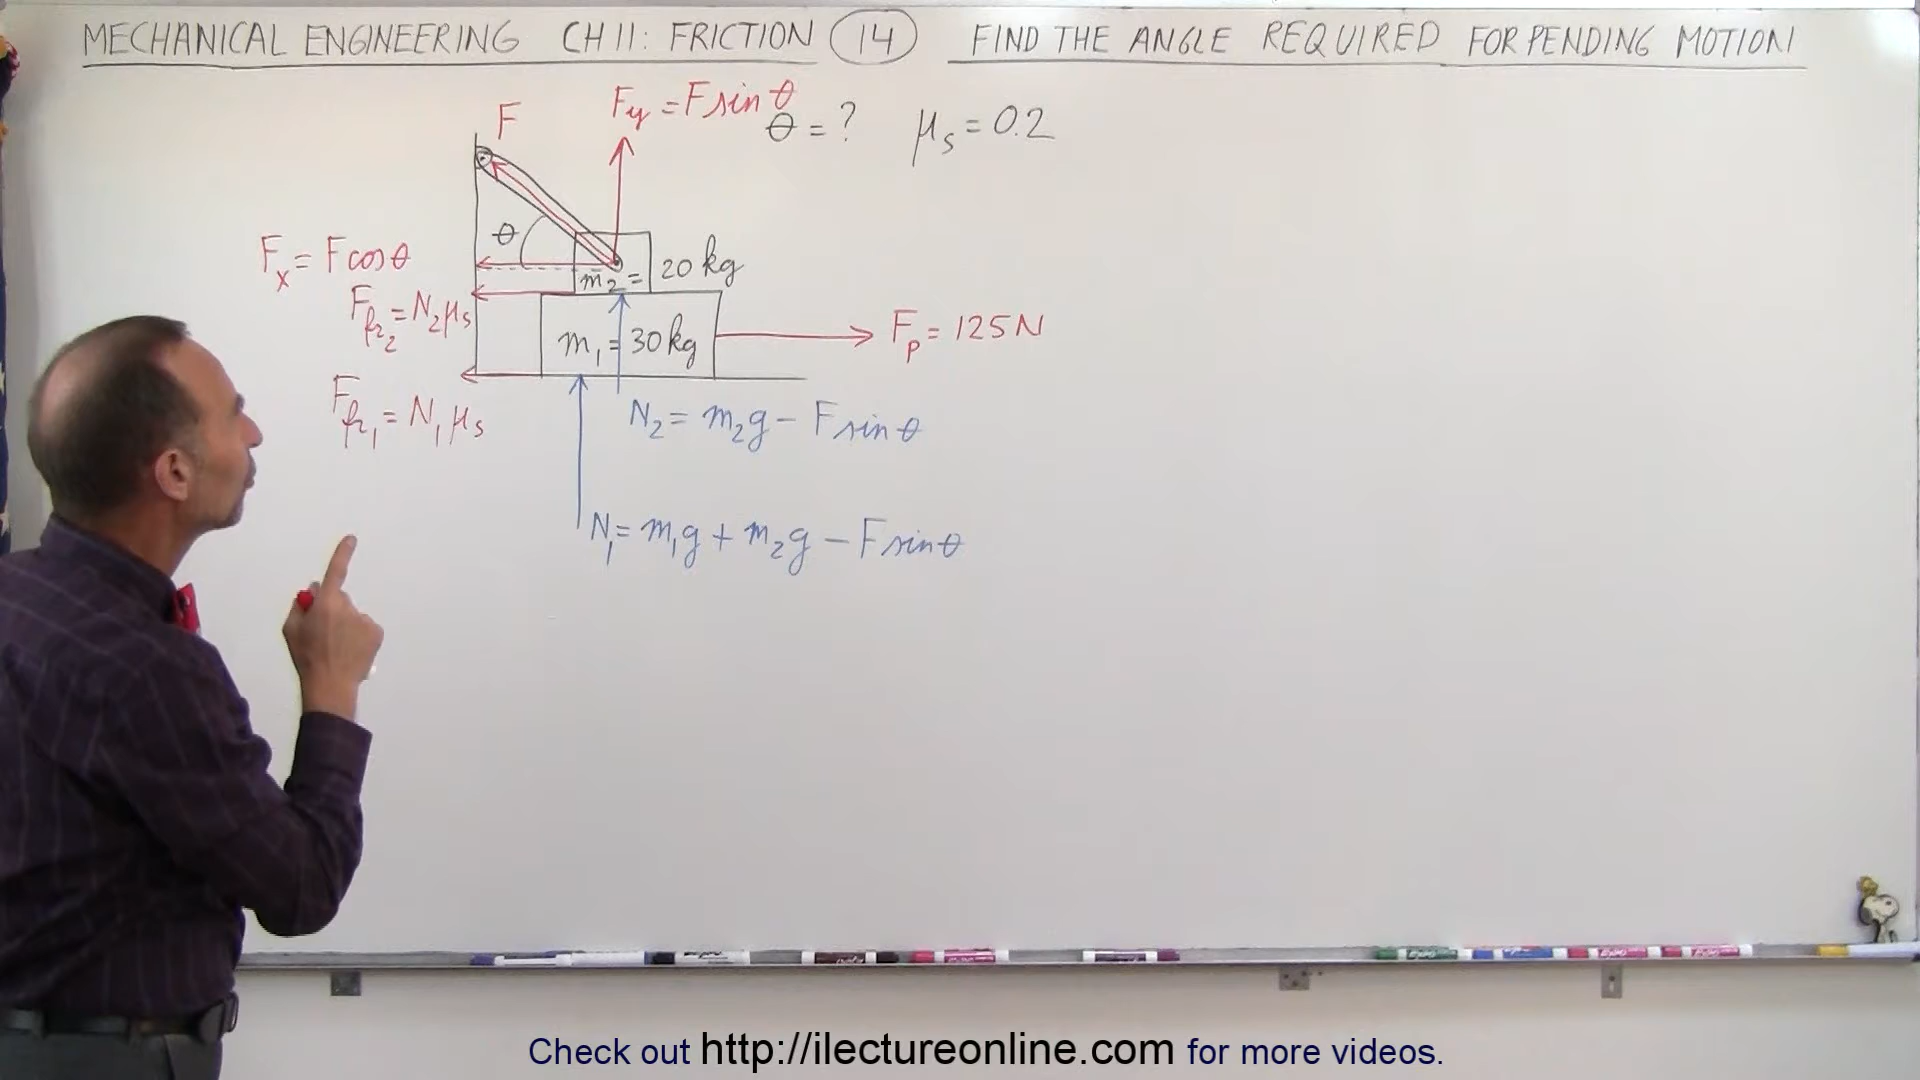 MECHANICAL ENGINEERING CH 11: FRICTION 14 FIND THE ANGLE REQUIRED FOR PENDING MOTION!
F
Fy = F sin θ
θ = ?
μs = 0.2
θ
Fx = F cos θ
m2 = 20 kg
Ffr2 = N2 μs
m1 = 30 kg
Fp = 125 N
Ffr1 = N1 μs
N2 = m2g - F sin θ
N1 = m1g + m2g - F sin θ
Check out http://ilectureonline.com for more videos.